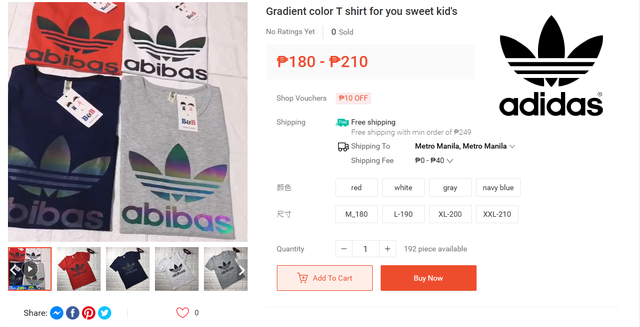 abibas
abibas
B&B
B&B
abibas
abibas
Share:
Gradient color T shirt for you sweet kid's
No Ratings Yet
0 Sold
₱180 - ₱210
Shop Vouchers
₱10 OFF
Shipping
Free shipping
Free shipping with min order of ₱249
Shipping To
Metro Manila, Metro Manila
Shipping Fee
₱0 - ₱40
颜色
red
white
gray
navy blue
尺寸
M_180
L-190
XL-200
XXL-210
Quantity
1
192 piece available
Add To Cart
Buy Now
0
adidas®